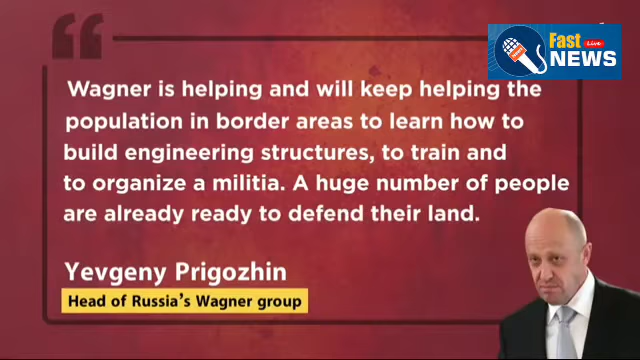 Fast
Live
NEWS
Wagner is helping and will keep helping the
population in border areas to learn how to
build engineering structures, to train and
to organize a militia. A huge number of people
are already ready to defend their land.
Yevgeny Prigozhin
Head of Russia's Wagner group